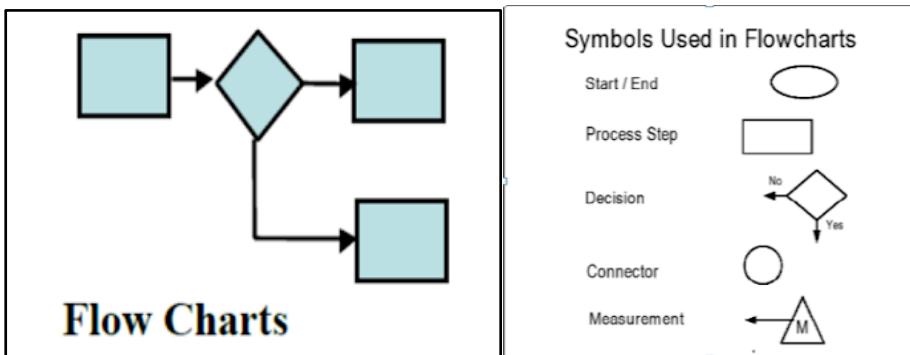 Flow Charts
Symbols Used in Flowcharts
Start / End
Process Step
Decision
No
Yes
Connector
Measurement
M